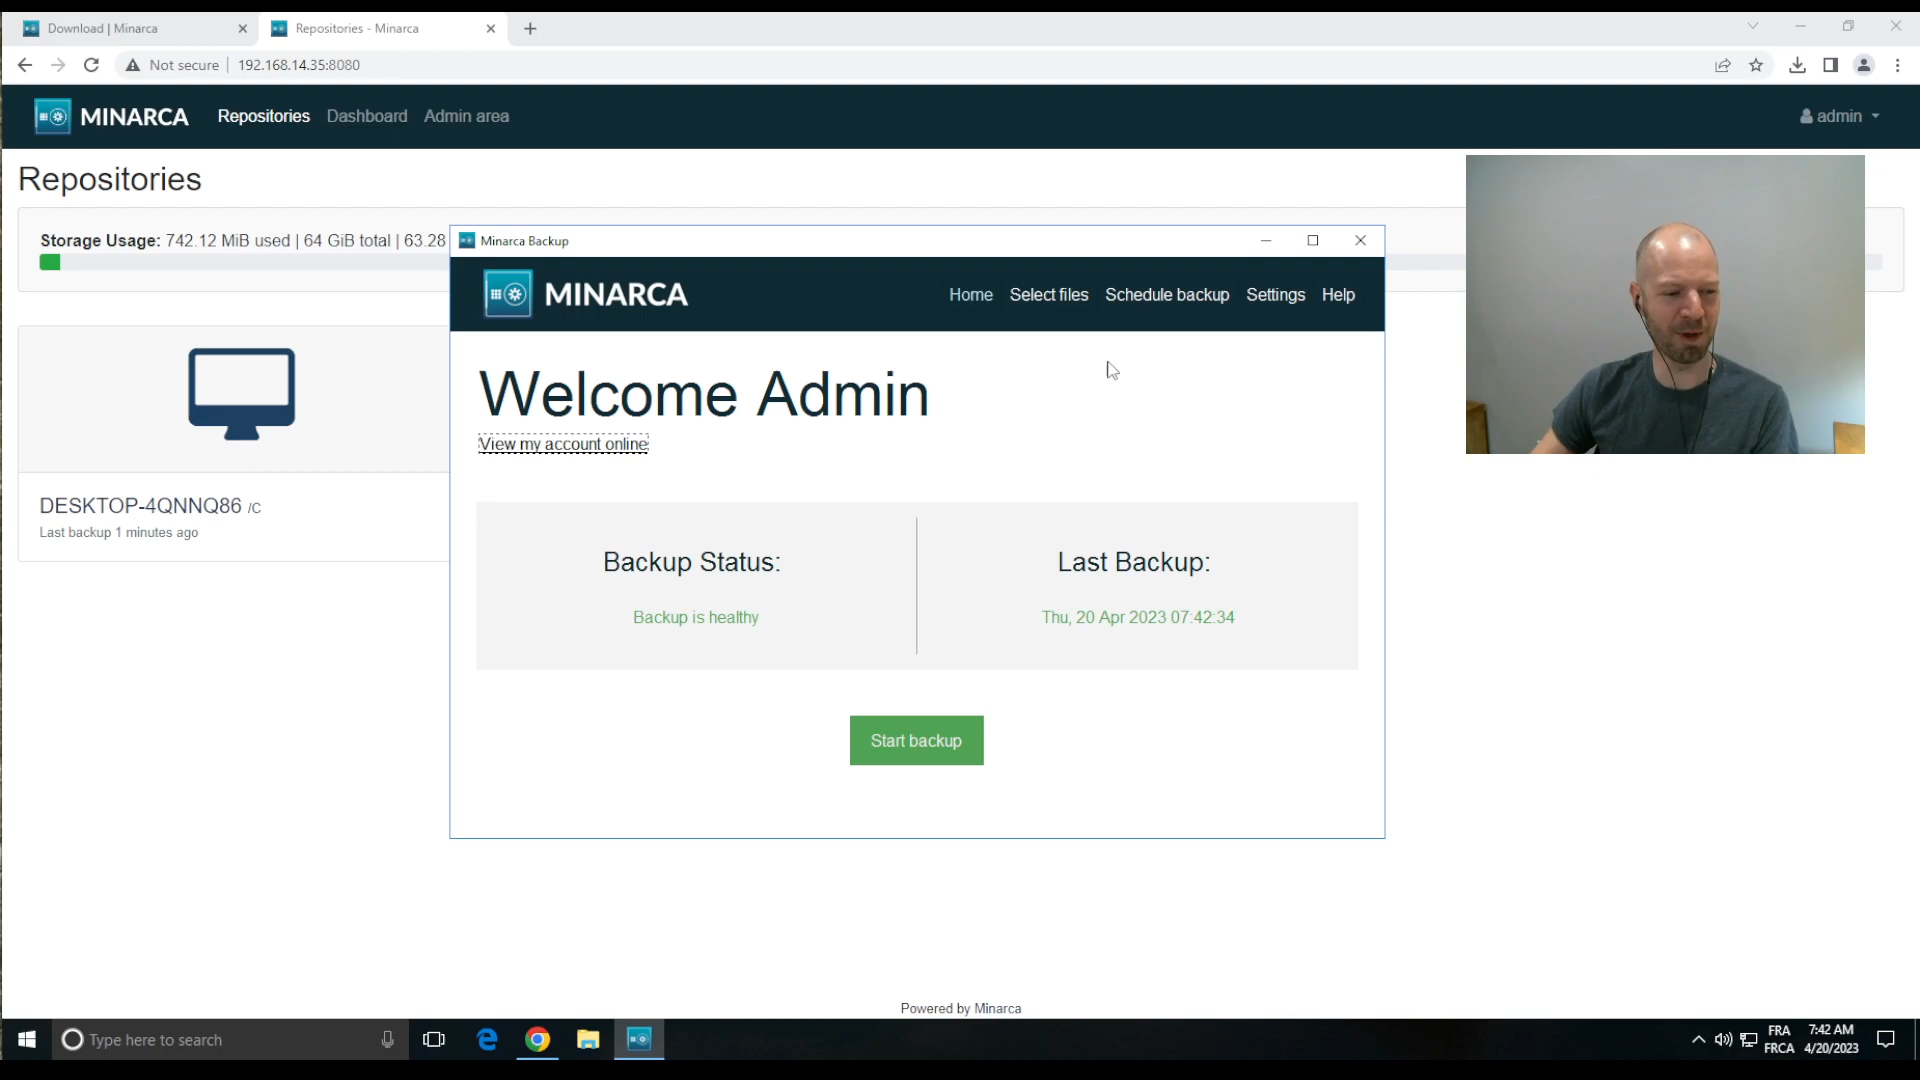 Download | Minarca
Repositories - Minarca
Not secure
192.168.14.35:8080
MINARCA
Repositories
Dashboard
Admin area
admin
Repositories
Storage Usage: 742.12 MiB used | 64 GiB total | 63.28
DESKTOP-4QNNQ86 /C
Last backup 1 minutes ago
Minarca Backup
MINARCA
Home
Select files
Schedule backup
Settings
Help
Welcome Admin
View my account online
Backup Status:
Backup is healthy
Last Backup:
Thu, 20 Apr 2023 07:42:34
Start backup
Powered by Minarca
Type here to search
FRA
FRCA
7:42 AM
4/20/2023